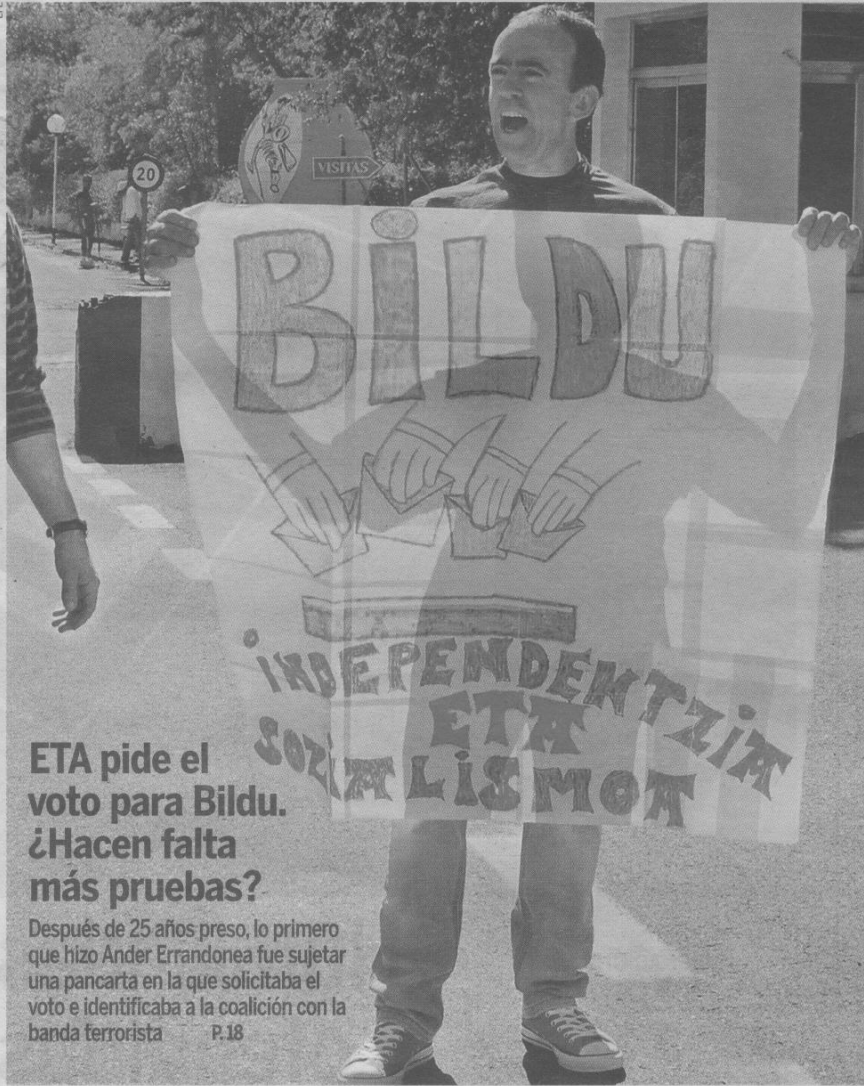 20
VISITAS
BiLDU
iNDEPENDENTZiA
ETA
SOZiALiSMOA
ETA pide el
voto para Bildu.
¿Hacen falta
más pruebas?
Después de 25 años preso, lo primero
que hizo Ander Errandonea fue sujetar
una pancarta en la que solicitaba el
voto e identificaba a la coalición con la
banda terrorista P. 18